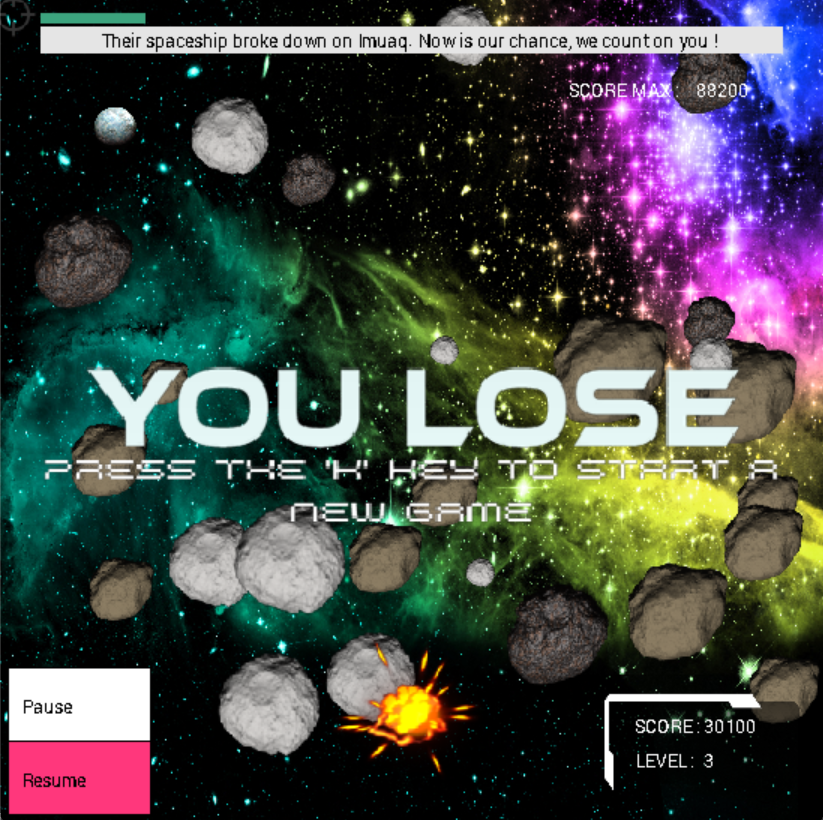 Their spaceship broke down on Imuaq. Now is our chance, we count on you !
SCORE MAX : 88200
YOU LOSE
PRESS THE 'K' KEY TO START A
NEW GAME
Pause
Resume
SCORE: 30100
LEVEL: 3